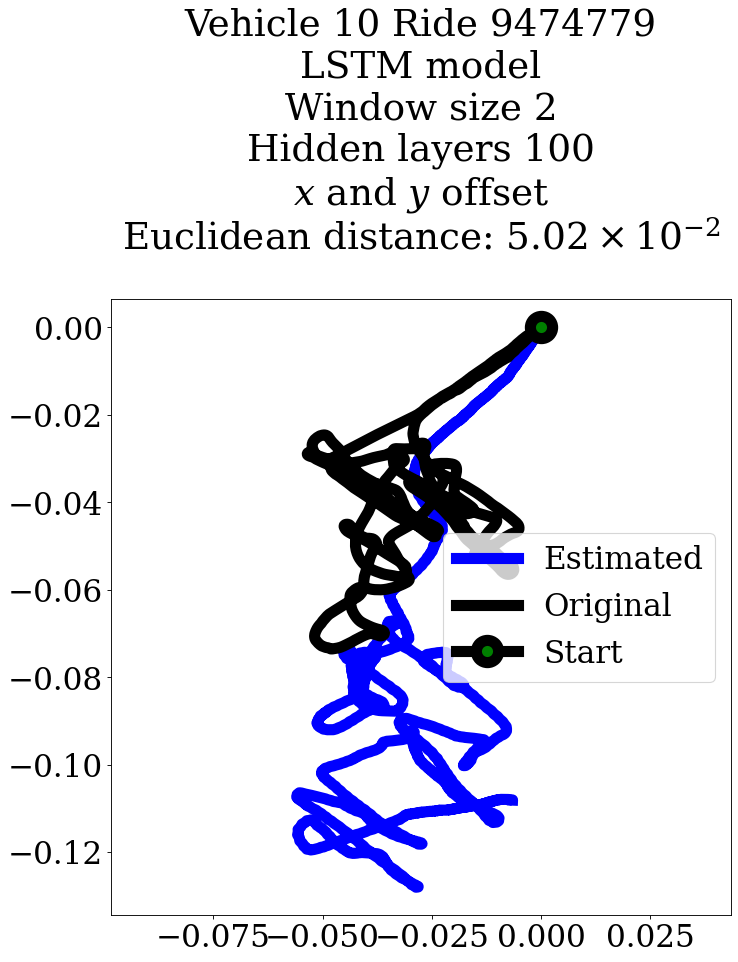 Vehicle 10 Ride 9474779
LSTM model
Window size 2
Hidden layers 100
x and y offset
Euclidean distance: 5.02 × 10⁻²
0.00
−0.02
−0.04
−0.06
−0.08
−0.10
−0.12
Estimated
Original
Start
−0.075 −0.050 −0.025 0.000 0.025